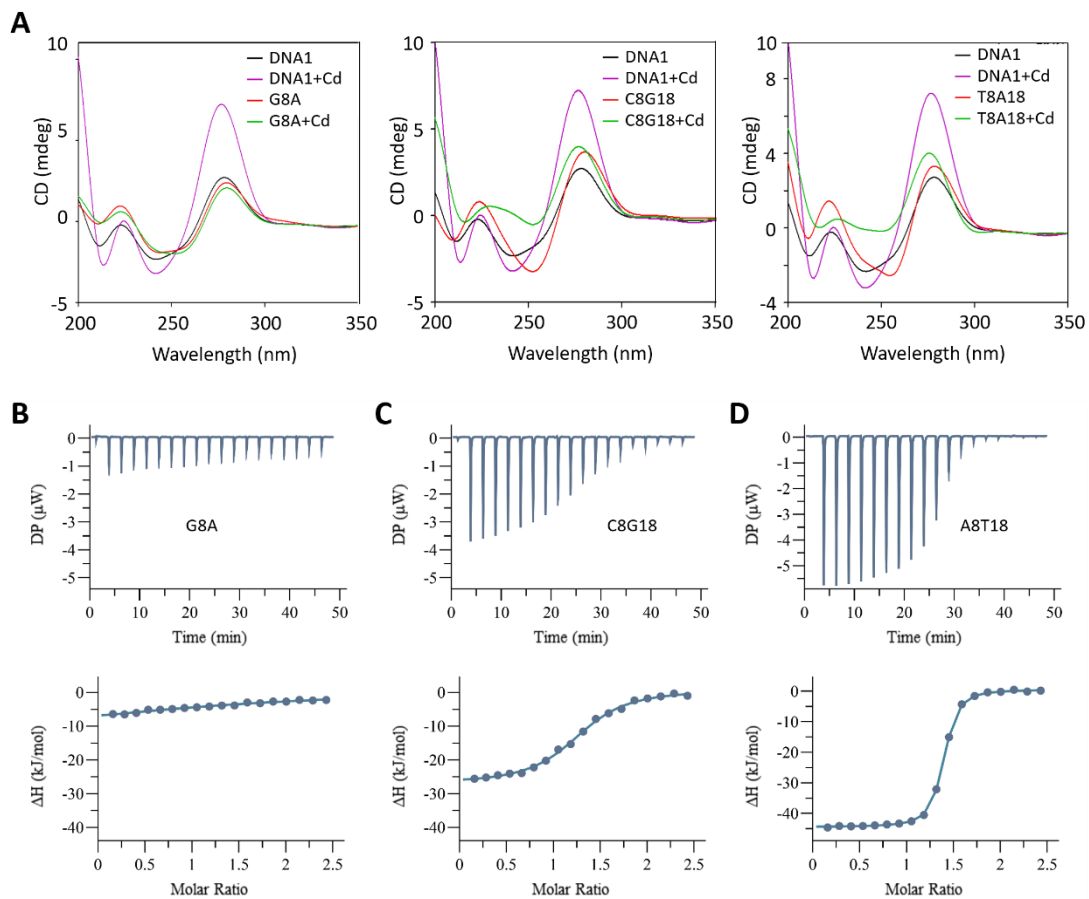 A
CD (mdeg)
10
5
0
-5
200
250
300
350
Wavelength (nm)
DNA1
DNA1+Cd
G8A
G8A+Cd
CD (mdeg)
10
5
0
-5
200
250
300
350
Wavelength (nm)
DNA1
DNA1+Cd
C8G18
C8G18+Cd
CD (mdeg)
10
8
4
0
-4
200
250
300
350
Wavelength (nm)
DNA1
DNA1+Cd
T8A18
T8A18+Cd
B
DP (µW)
0
-1
-2
-3
-4
-5
G8A
0 10 20 30 40 50
Time (min)
C
DP (µW)
0
-1
-2
-3
-4
-5
C8G18
0 10 20 30 40 50
Time (min)
D
DP (µW)
0
-1
-2
-3
-4
-5
A8T18
0 10 20 30 40 50
Time (min)
ΔH (kJ/mol)
0
-10
-20
-30
-40
0 0.5 1 1.5 2 2.5
Molar Ratio
ΔH (kJ/mol)
0
-10
-20
-30
-40
0 0.5 1 1.5 2 2.5
Molar Ratio
ΔH (kJ/mol)
0
-10
-20
-30
-40
0 0.5 1 1.5 2 2.5
Molar Ratio